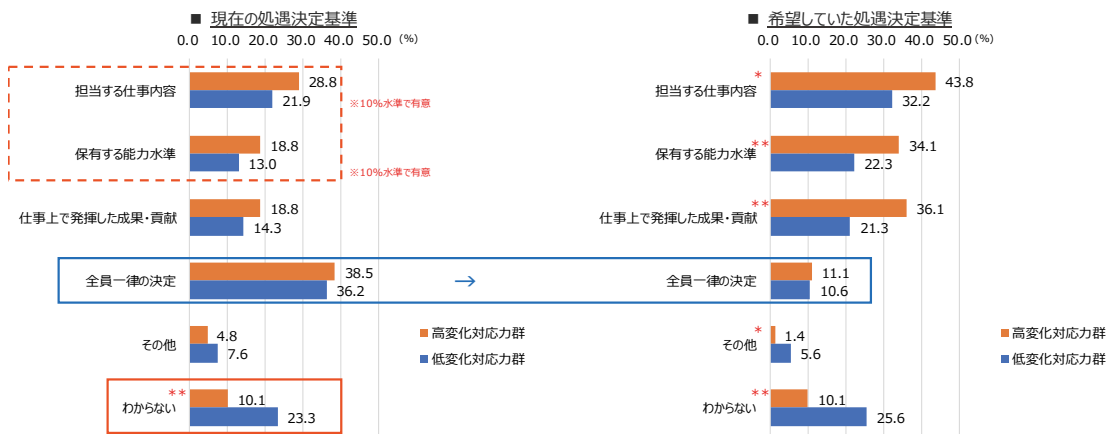 ■ 現在の処遇決定基準
0.0 10.0 20.0 30.0 40.0 50.0 (%)
担当する仕事内容
28.8
21.9
※10%水準で有意
保有する能力水準
18.8
13.0
※10%水準で有意
仕事上で発揮した成果・貢献
18.8
14.3
全員一律の決定
38.5
36.2
→
その他
4.8
7.6
■高変化対応力群
■低変化対応力群
**
わからない
10.1
23.3
■ 希望していた処遇決定基準
0.0 10.0 20.0 30.0 40.0 50.0 (%)
*
担当する仕事内容
43.8
32.2
**
保有する能力水準
34.1
22.3
**
仕事上で発揮した成果・貢献
36.1
21.3
全員一律の決定
11.1
10.6
*
その他
1.4
5.6
■高変化対応力群
■低変化対応力群
**
わからない
10.1
25.6